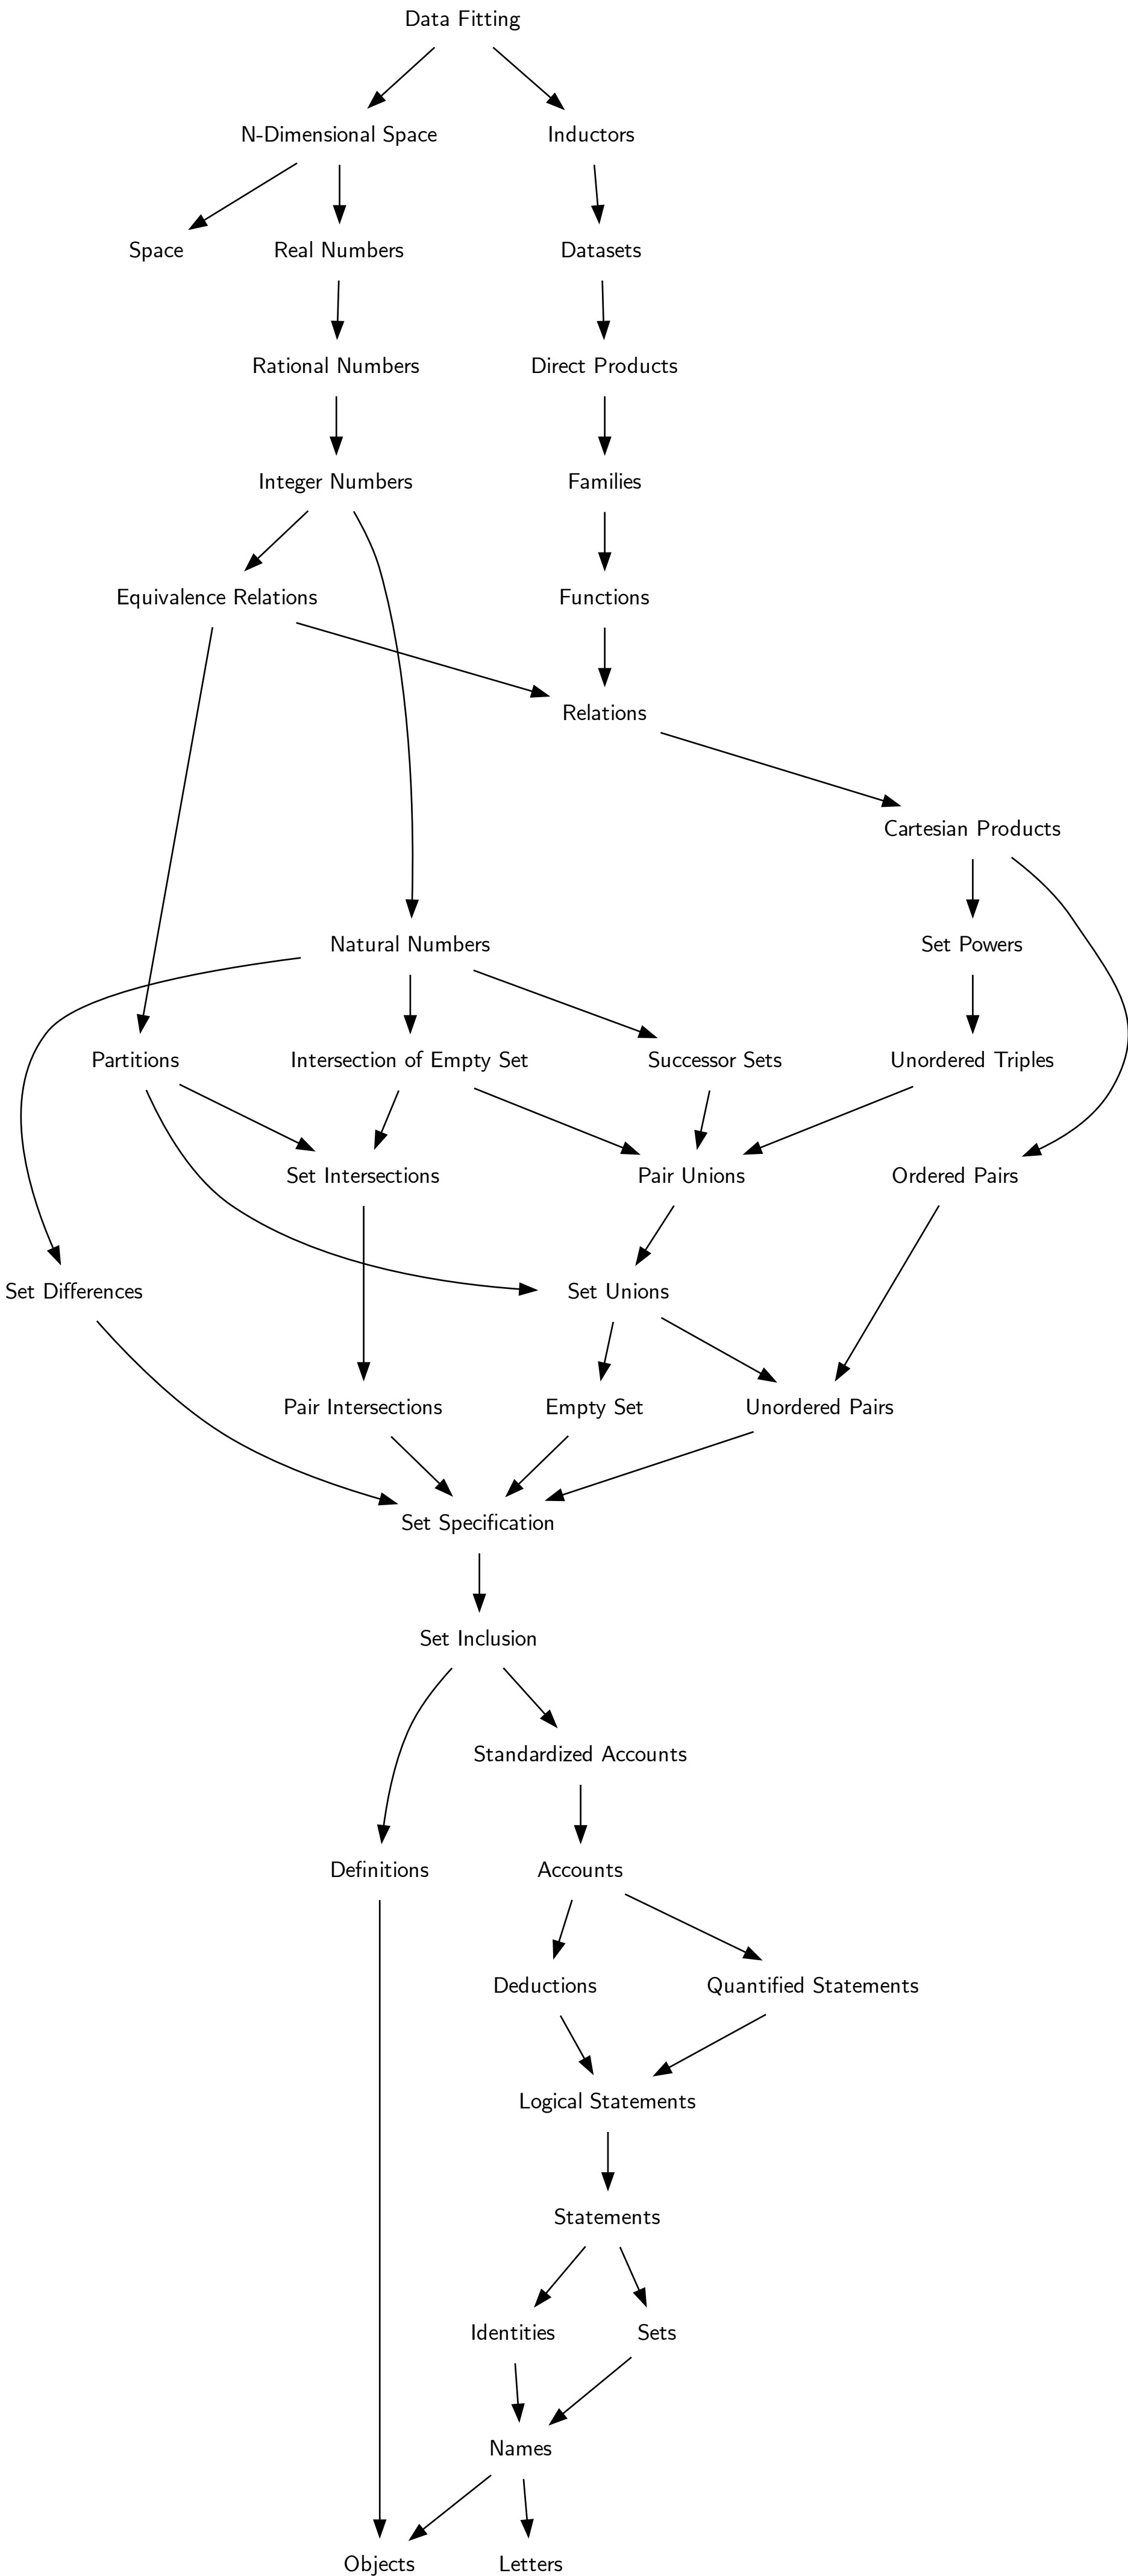 Data Fitting
N-Dimensional Space
Inductors
Space
Real Numbers
Datasets
Rational Numbers
Direct Products
Integer Numbers
Families
Equivalence Relations
Functions
Relations
Cartesian Products
Natural Numbers
Set Powers
Partitions
Intersection of Empty Set
Successor Sets
Unordered Triples
Set Intersections
Pair Unions
Ordered Pairs
Set Differences
Set Unions
Pair Intersections
Empty Set
Unordered Pairs
Set Specification
Set Inclusion
Standardized Accounts
Definitions
Accounts
Deductions
Quantified Statements
Logical Statements
Statements
Identities
Sets
Names
Objects
Letters